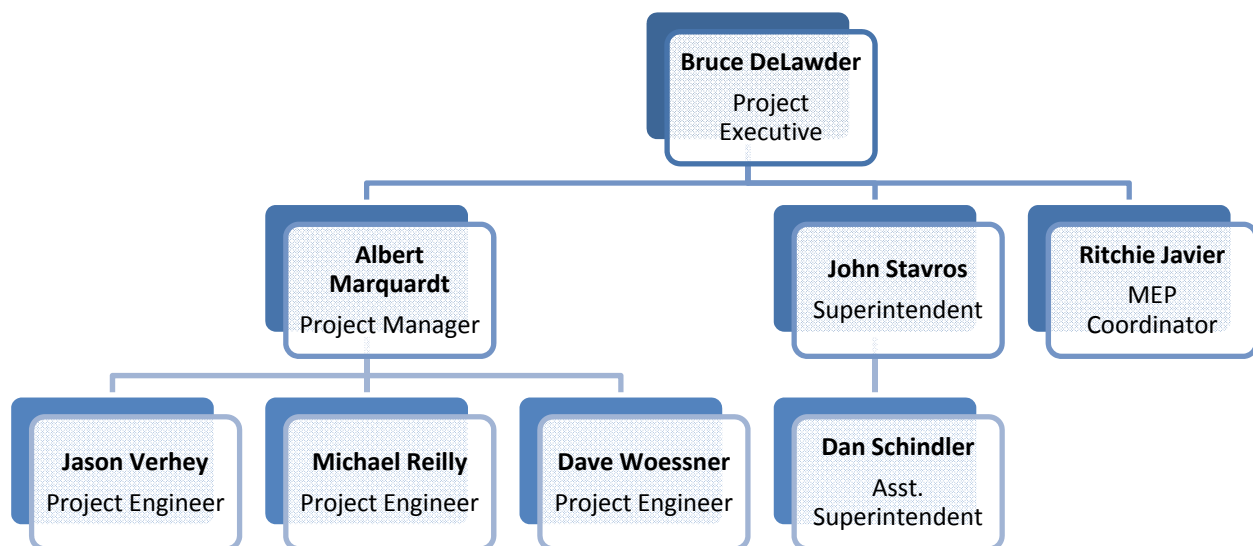 Bruce DeLawder
Project
Executive
Albert
Marquardt
Project Manager
John Stavros
Superintendent
Ritchie Javier
MEP
Coordinator
Jason Verhey
Project Engineer
Michael Reilly
Project Engineer
Dave Woessner
Project Engineer
Dan Schindler
Asst.
Superintendent